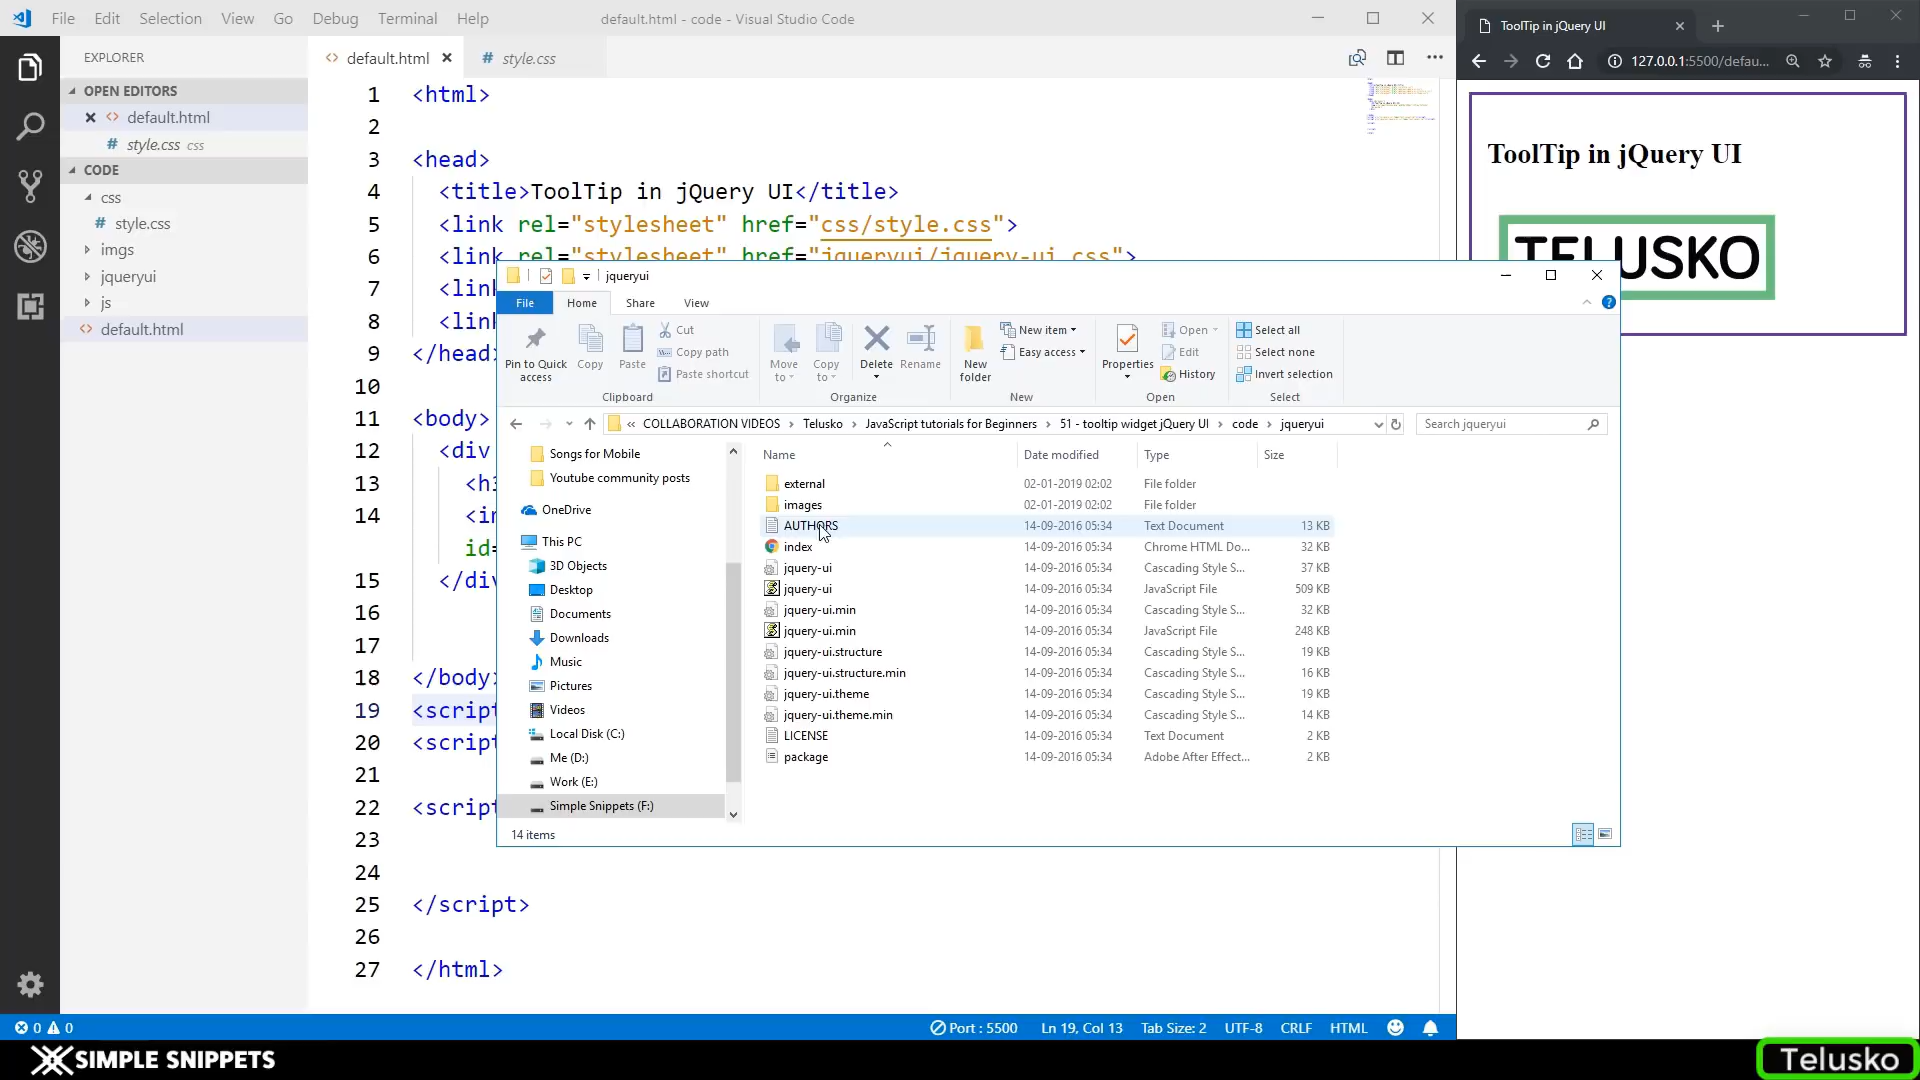 File Edit Selection View Go Debug Terminal Help
default.html - code - Visual Studio Code
EXPLORER
OPEN EDITORS
default.html
style.css css
CODE
css
style.css
imgs
jqueryui
js
default.html
default.html
style.css
1 <html>
2
3 <head>
4 <title>ToolTip in jQuery UI</title>
5 <link rel="stylesheet" href="css/style.css">
6 <link rel="stylesheet" href="jqueryui/jquery-ui.css">
7 <lin
8 <lin
9 </head>
10
11 <body>
12 <div
13 <h
14 <i
id=
15 </di
16
17
18 </body>
19 <script
20 <script
21
22 <script
23
24
25 </script>
26
27 </html>
jqueryui
File Home Share View
Pin to Quick access
Copy
Paste
Cut
Copy path
Paste shortcut
Clipboard
Move to
Copy to
Delete
Rename
Organize
New folder
New item
Easy access
New
Properties
Open
Edit
History
Open
Select all
Select none
Invert selection
Select
« COLLABORATION VIDEOS › Telusko › JavaScript tutorials for Beginners › 51 - tooltip widget jQuery UI › code › jqueryui
Search jqueryui
Songs for Mobile
Youtube community posts
OneDrive
This PC
3D Objects
Desktop
Documents
Downloads
Music
Pictures
Videos
Local Disk (C:)
Me (D:)
Work (E:)
Simple Snippets (F:)
Name Date modified Type Size
external 02-01-2019 02:02 File folder
images 02-01-2019 02:02 File folder
AUTHORS 14-09-2016 05:34 Text Document 13 KB
index 14-09-2016 05:34 Chrome HTML Do... 32 KB
jquery-ui 14-09-2016 05:34 Cascading Style S... 37 KB
jquery-ui 14-09-2016 05:34 JavaScript File 509 KB
jquery-ui.min 14-09-2016 05:34 Cascading Style S... 32 KB
jquery-ui.min 14-09-2016 05:34 JavaScript File 248 KB
jquery-ui.structure 14-09-2016 05:34 Cascading Style S... 19 KB
jquery-ui.structure.min 14-09-2016 05:34 Cascading Style S... 16 KB
jquery-ui.theme 14-09-2016 05:34 Cascading Style S... 19 KB
jquery-ui.theme.min 14-09-2016 05:34 Cascading Style S... 14 KB
LICENSE 14-09-2016 05:34 Text Document 2 KB
package 14-09-2016 05:34 Adobe After Effect... 2 KB
14 items
ToolTip in jQuery UI
127.0.0.1:5500/defau...
ToolTip in jQuery UI
TELUSKO
0 0
Port : 5500 Ln 19, Col 13 Tab Size: 2 UTF-8 CRLF HTML
SIMPLE SNIPPETS
Telusko